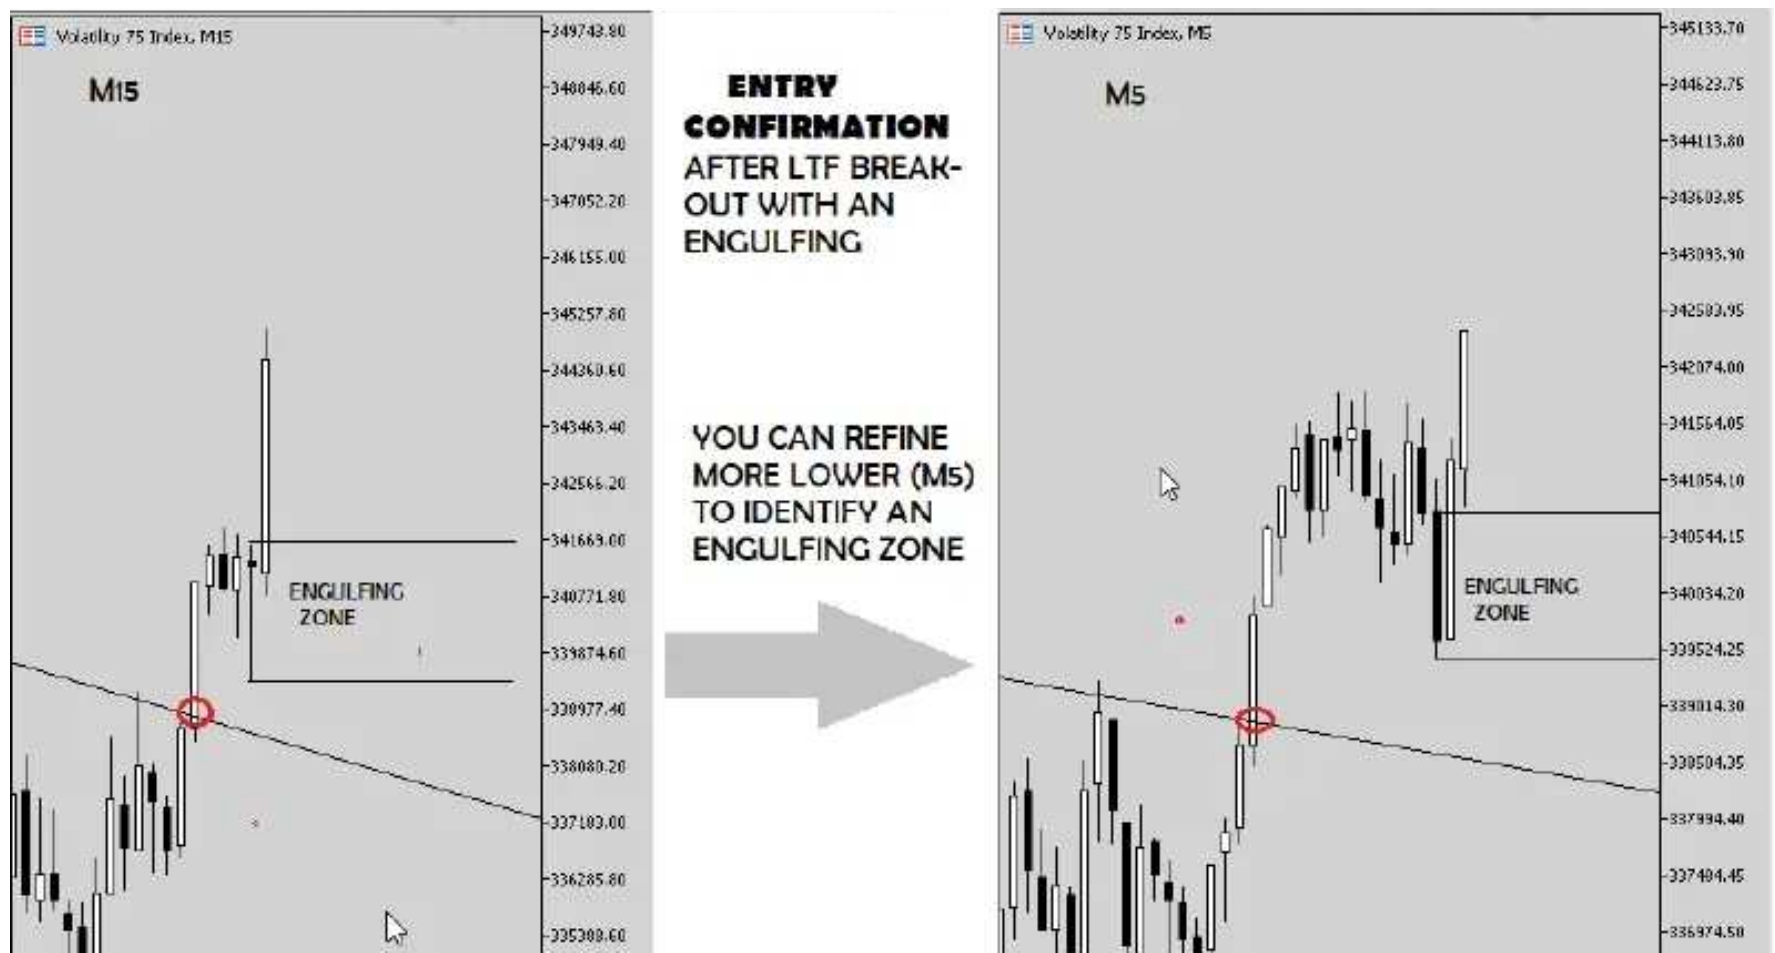 Volatility 75 Index, M15
M15
349743.80
348846.60
347949.40
347052.20
346155.00
345257.80
344360.60
343463.40
342566.20
341669.00
340771.80
339874.60
338977.40
338080.20
337183.00
336285.80
335388.60
ENGULFING
ZONE
ENTRY
CONFIRMATION
AFTER LTF BREAK-
OUT WITH AN
ENGULFING
YOU CAN REFINE
MORE LOWER (M5)
TO IDENTIFY AN
ENGULFING ZONE
Volatility 75 Index, M5
M5
345133.70
344623.75
344113.80
343603.85
343093.90
342583.95
342074.00
341564.05
341054.10
340544.15
340034.20
339524.25
339014.30
338504.35
337994.40
337484.45
336974.50
ENGULFING
ZONE